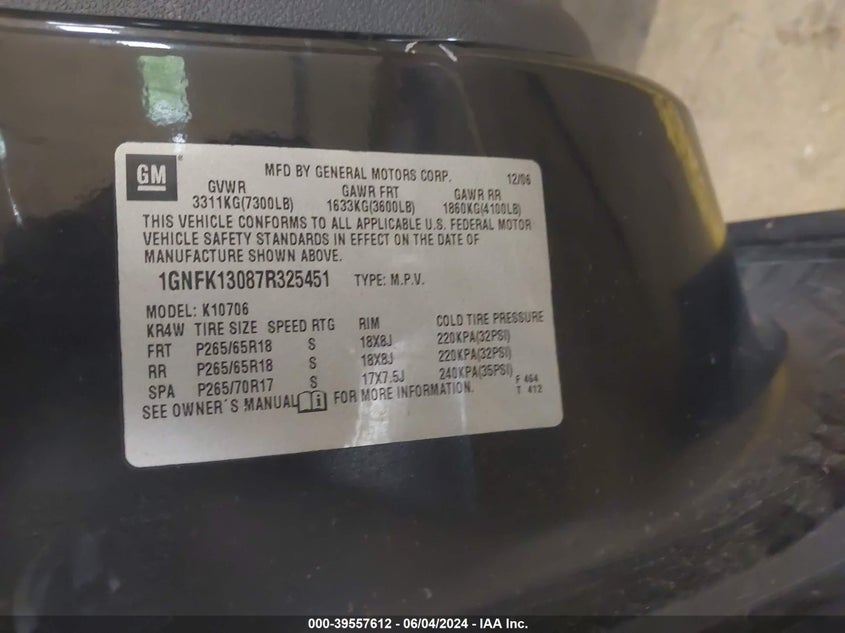 GM
MFD BY GENERAL MOTORS CORP. 12/06
GVWR GAWR FRT GAWR RR
3311KG(7300LB) 1633KG(3600LB) 1860KG(4100LB)
THIS VEHICLE CONFORMS TO ALL APPLICABLE U.S. FEDERAL MOTOR
VEHICLE SAFETY STANDARDS IN EFFECT ON THE DATE OF
MANUFACTURE SHOWN ABOVE.
1GNFK13087R325451 TYPE: M.P.V.
MODEL: K10706
KR4W TIRE SIZE SPEED RTG RIM COLD TIRE PRESSURE
FRT P265/65R18 S 18X8J 220KPA(32PSI)
RR P265/65R18 S 18X8J 220KPA(32PSI)
SPA P265/70R17 S 17X7.5J 240KPA(35PSI)
SEE OWNER'S MANUAL FOR MORE INFORMATION.
F 464
T 412
000-39557612 - 06/04/2024 - IAA Inc.